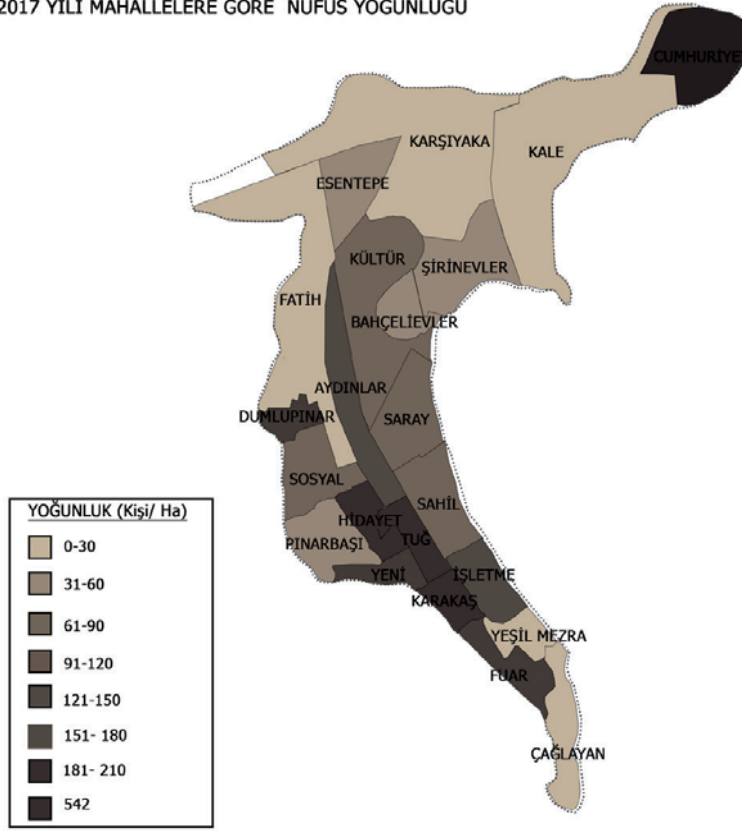 2017 YILI MAHALLELERE GÖRE NÜFUS YOĞUNLUĞU
CUMHURİYE
KARŞIYAKA
KALE
ESENTEPE
KÜLTÜR
ŞİRİNEVLER
FATİH
BAHÇELİEVLER
AYDINLAR
DUMLUPINAR
SARAY
SOSYAL
SAHİL
HİDAYET
PINARBAŞI
TUĞ
YENİ
İŞLETME
KARAKAŞ
YEŞİL MEZRA
FUAR
ÇAĞLAYAN
YOĞUNLUK (Kişi/ Ha)
0-30
31-60
61-90
91-120
121-150
151- 180
181- 210
542